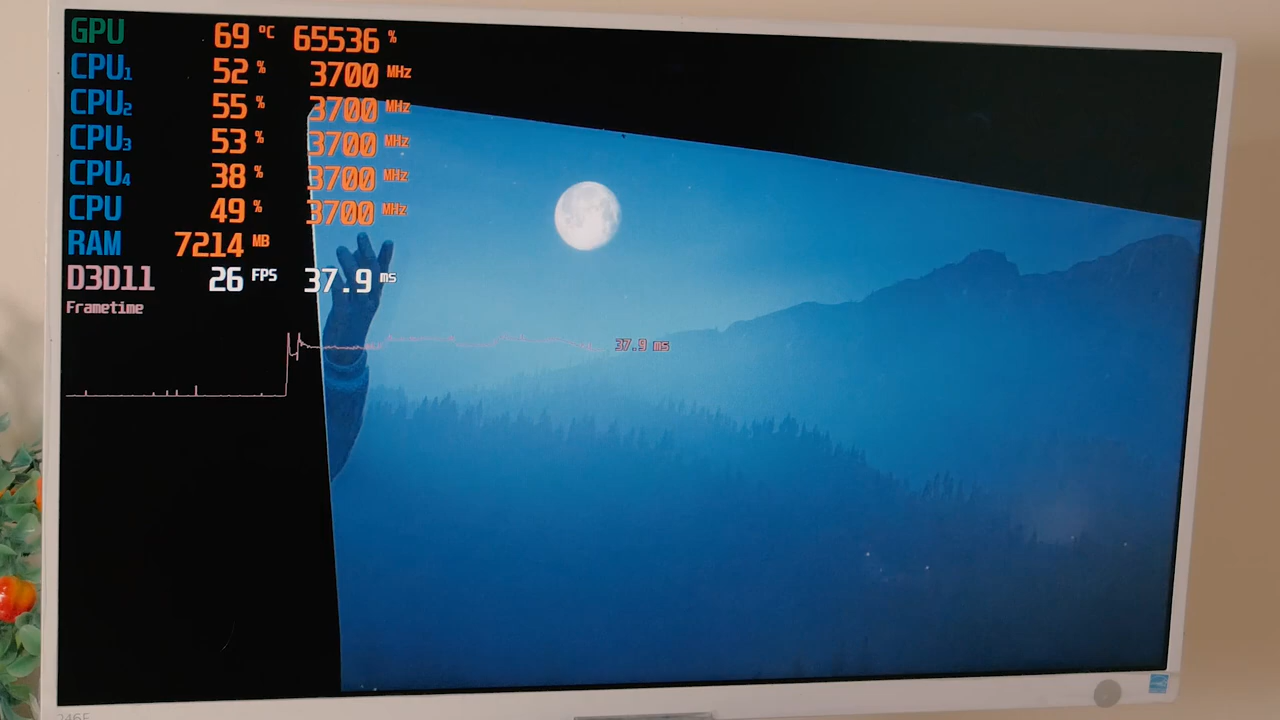 GPU 69 °C 65536 %
CPU1 52 % 3700 MHz
CPU2 55 % 3700 MHz
CPU3 53 % 3700 MHz
CPU4 38 % 3700 MHz
CPU 49 % 3700 MHz
RAM 7214 MB
D3D11 26 FPS 37.9 ms
Frametime
37.9 ms